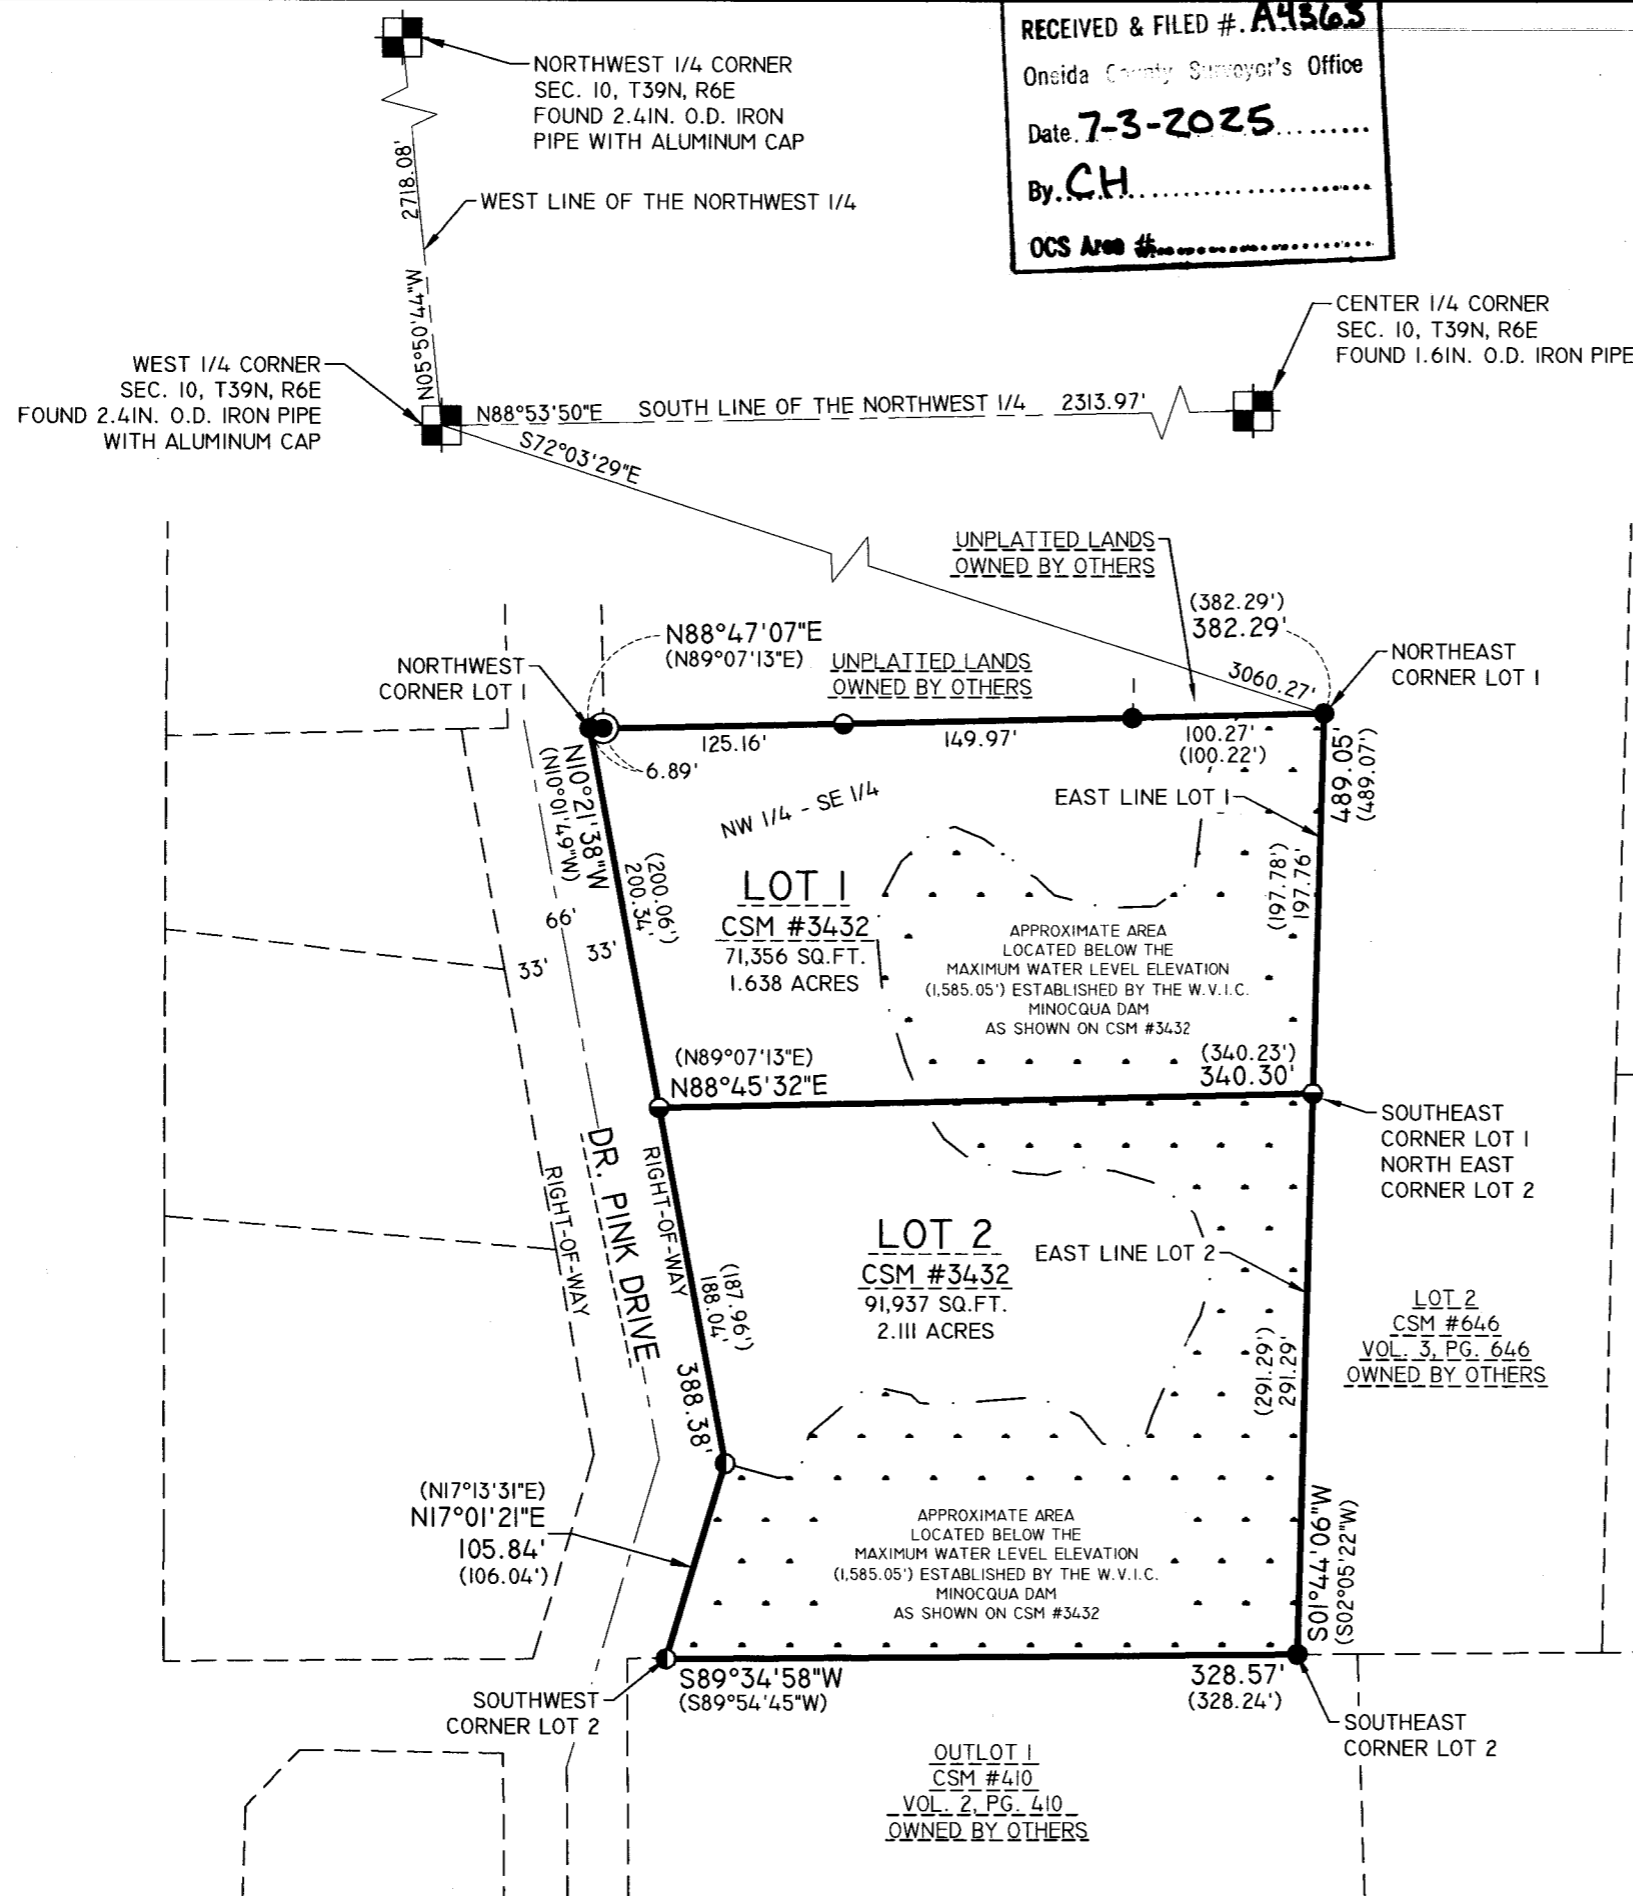 RECEIVED & FILED #. A4363
Oneida County Surveyor's Office
Date. 7-3-2025
By. CH
OCS Area #
NORTHWEST 1/4 CORNER
SEC. 10, T39N, R6E
FOUND 2.4IN. O.D. IRON
PIPE WITH ALUMINUM CAP
2718.08'
WEST LINE OF THE NORTHWEST 1/4
N05°50'44"W
CENTER 1/4 CORNER
SEC. 10, T39N, R6E
FOUND 1.6IN. O.D. IRON PIPE
WEST 1/4 CORNER
SEC. 10, T39N, R6E
FOUND 2.4IN. O.D. IRON PIPE
WITH ALUMINUM CAP
N88°53'50"E SOUTH LINE OF THE NORTHWEST 1/4 2313.97'
S72°03'29"E
3060.27'
UNPLATTED LANDS
OWNED BY OTHERS
(382.29')
382.29'
N88°47'07"E
(N89°07'13"E)
UNPLATTED LANDS
OWNED BY OTHERS
NORTHWEST
CORNER LOT 1
NORTHEAST
CORNER LOT 1
125.16'
149.97'
100.27'
(100.22')
6.89'
N10°21'38"W
(N10°01'49"W)
NW 1/4 - SE 1/4
EAST LINE LOT 1
489.05'
(489.07')
(200.06')
200.34'
LOT 1
CSM #3432
71,356 SQ.FT.
1.638 ACRES
(197.78')
197.76'
66'
33'
33'
APPROXIMATE AREA
LOCATED BELOW THE
MAXIMUM WATER LEVEL ELEVATION
(1,585.05') ESTABLISHED BY THE W.V.I.C.
MINOCQUA DAM
AS SHOWN ON CSM #3432
(N89°07'13"E)
N88°45'32"E
(340.23')
340.30'
SOUTHEAST
CORNER LOT 1
NORTH EAST
CORNER LOT 2
RIGHT-OF-WAY
DR. PINK DRIVE
RIGHT-OF-WAY
(187.96')
188.04'
388.38'
LOT 2
CSM #3432
91,937 SQ.FT.
2.111 ACRES
EAST LINE LOT 2
(291.29')
291.29'
LOT 2
CSM #646
VOL. 3, PG. 646
OWNED BY OTHERS
(N17°13'31"E)
N17°01'21"E
105.84'
(106.04')
APPROXIMATE AREA
LOCATED BELOW THE
MAXIMUM WATER LEVEL ELEVATION
(1,585.05') ESTABLISHED BY THE W.V.I.C.
MINOCQUA DAM
AS SHOWN ON CSM #3432
S01°44'06"W
(S02°05'22"W)
S89°34'58"W
(S89°54'45"W)
328.57'
(328.24')
SOUTHWEST
CORNER LOT 2
SOUTHEAST
CORNER LOT 2
OUTLOT 1
CSM #410
VOL. 2, PG. 410
OWNED BY OTHERS